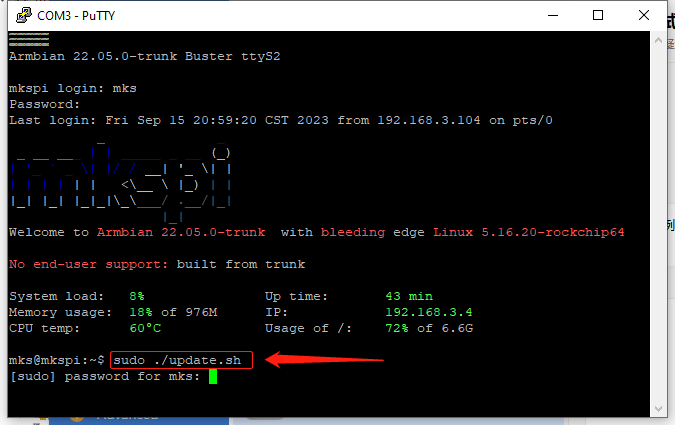 COM3 - PuTTY
Armbian 22.05.0-trunk Buster ttyS2
mkspi login: mks
Password:
Last login: Fri Sep 15 20:59:20 CST 2023 from 192.168.3.104 on pts/0
mkspi
Welcome to Armbian 22.05.0-trunk  with bleeding edge Linux 5.16.20-rockchip64
No end-user support: built from trunk
System load: 8% Up time: 43 min
Memory usage: 18% of 976M IP: 192.168.3.4
CPU temp: 60°C Usage of /: 72% of 6.6G
mks@mkspi:~$ sudo ./update.sh
[sudo] password for mks: